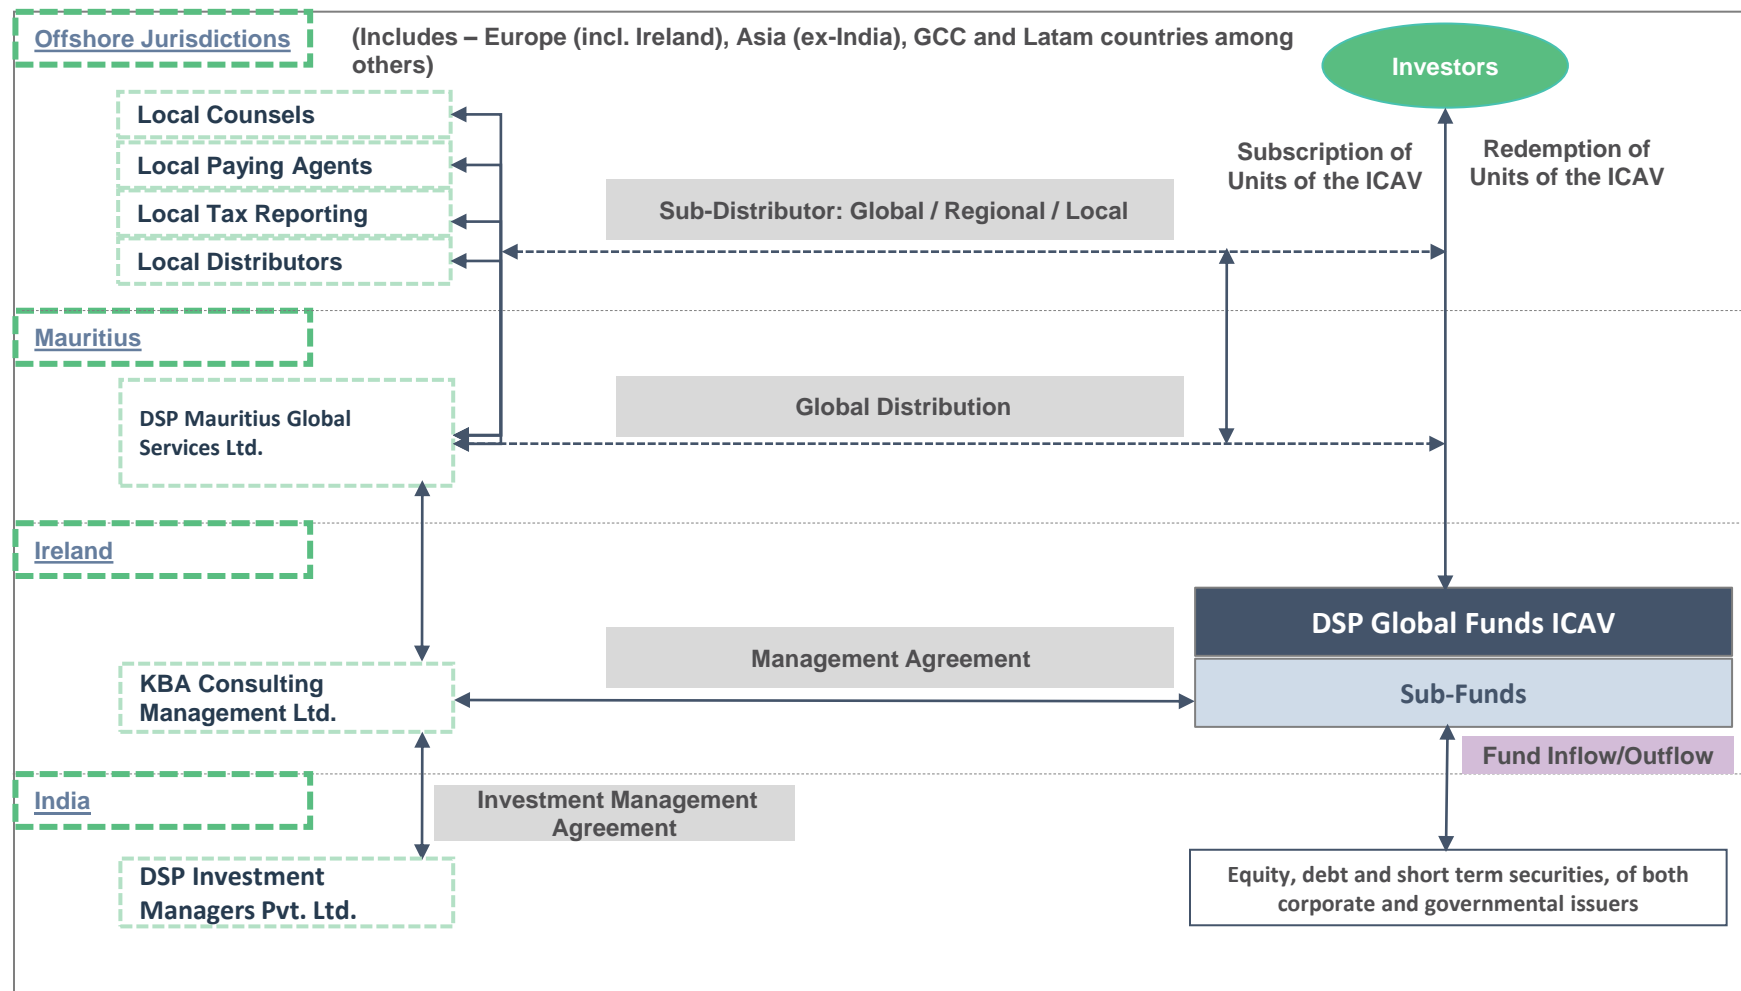 Offshore Jurisdictions
(Includes – Europe (incl. Ireland), Asia (ex-India), GCC and Latam countries among
others)
Investors
Local Counsels
Local Paying Agents
Local Tax Reporting
Local Distributors
Subscription of
Units of the ICAV
Redemption of
Units of the ICAV
Sub-Distributor: Global / Regional / Local
Mauritius
DSP Mauritius Global
Services Ltd.
Global Distribution
Ireland
DSP Global Funds ICAV
Management Agreement
KBA Consulting
Management Ltd.
Sub-Funds
Fund Inflow/Outflow
India
Investment Management
Agreement
DSP Investment
Managers Pvt. Ltd.
Equity, debt and short term securities, of both
corporate and governmental issuers